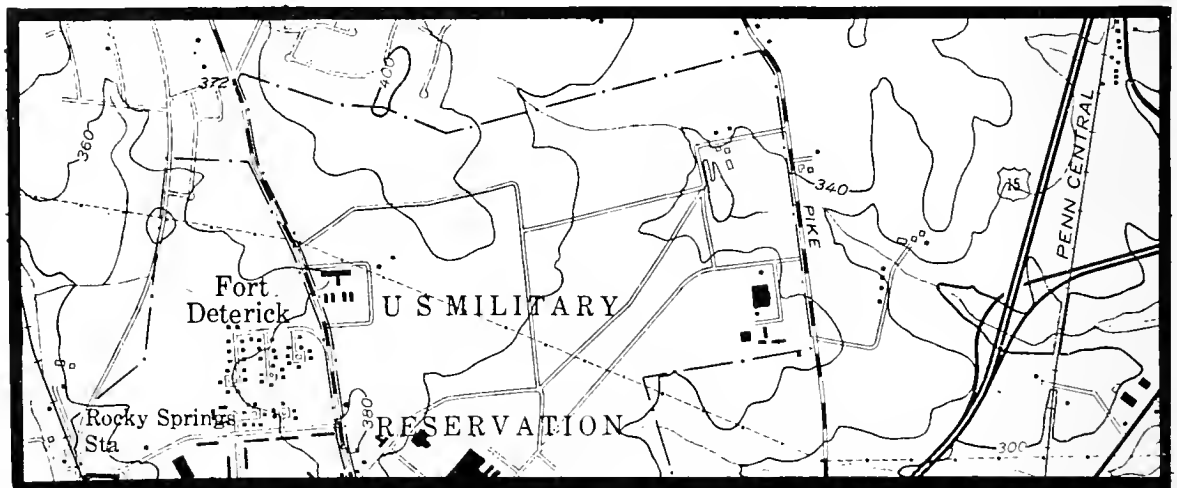 372
400
360
PENN CENTRAL
340
15
PIKE
Fort
Deterick
U S MILITARY
380
Rocky Springs
Sta
RESERVATION
300